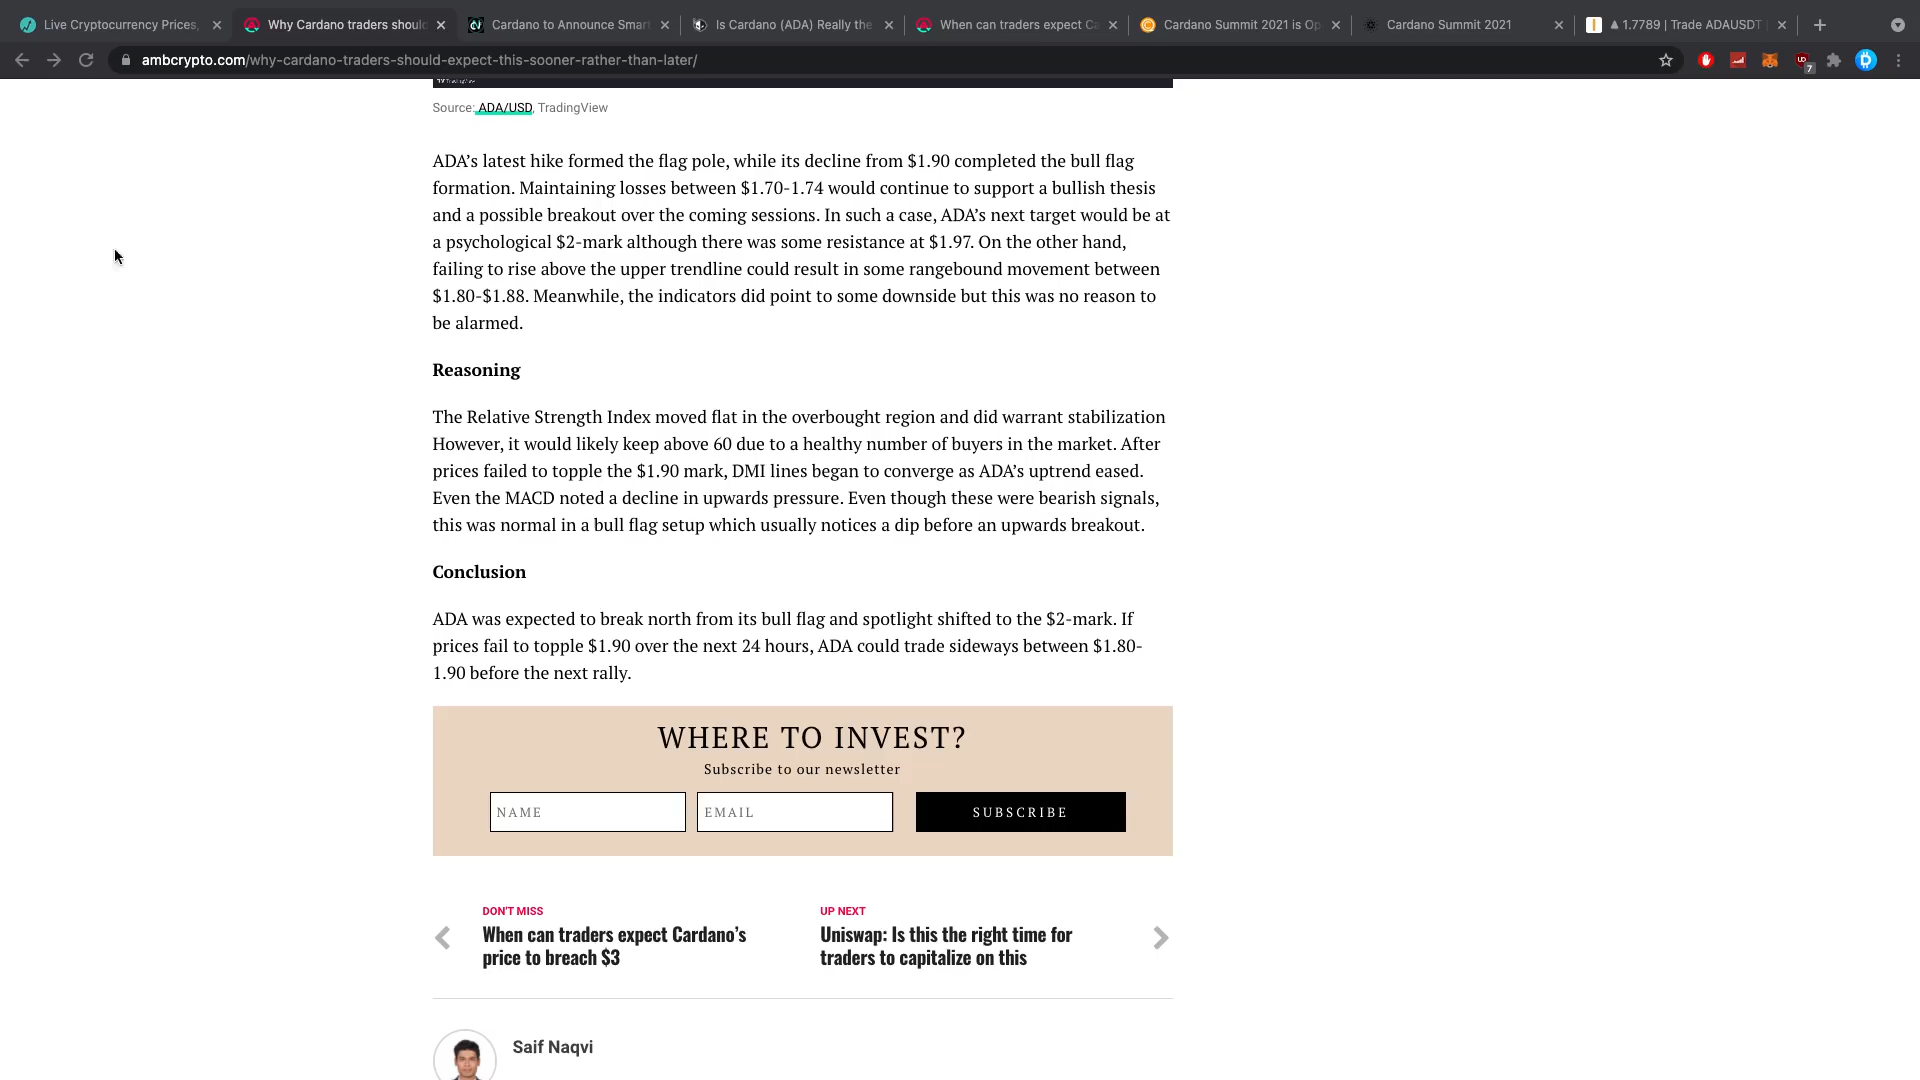 Live Cryptocurrency Prices,
Why Cardano traders shoul
Cardano to Announce Smar
Is Cardano (ADA) Really the
When can traders expect Ca
Cardano Summit 2021 is Op
Cardano Summit 2021
▲ 1.7789 | Trade ADAUSDT
ambcrypto.com/why-cardano-traders-should-expect-this-sooner-rather-than-later/
7
TradingView
Source: ADA/USD, TradingView
ADA’s latest hike formed the flag pole, while its decline from $1.90 completed the bull flag
formation. Maintaining losses between $1.70-1.74 would continue to support a bullish thesis
and a possible breakout over the coming sessions. In such a case, ADA’s next target would be at
a psychological $2-mark although there was some resistance at $1.97. On the other hand,
failing to rise above the upper trendline could result in some rangebound movement between
$1.80-$1.88. Meanwhile, the indicators did point to some downside but this was no reason to
be alarmed.
Reasoning
The Relative Strength Index moved flat in the overbought region and did warrant stabilization
However, it would likely keep above 60 due to a healthy number of buyers in the market. After
prices failed to topple the $1.90 mark, DMI lines began to converge as ADA’s uptrend eased.
Even the MACD noted a decline in upwards pressure. Even though these were bearish signals,
this was normal in a bull flag setup which usually notices a dip before an upwards breakout.
Conclusion
ADA was expected to break north from its bull flag and spotlight shifted to the $2-mark. If
prices fail to topple $1.90 over the next 24 hours, ADA could trade sideways between $1.80-
1.90 before the next rally.
WHERE TO INVEST?
Subscribe to our newsletter
NAME
EMAIL
SUBSCRIBE
DON'T MISS
When can traders expect Cardano’s
price to breach $3
UP NEXT
Uniswap: Is this the right time for
traders to capitalize on this
Saif Naqvi